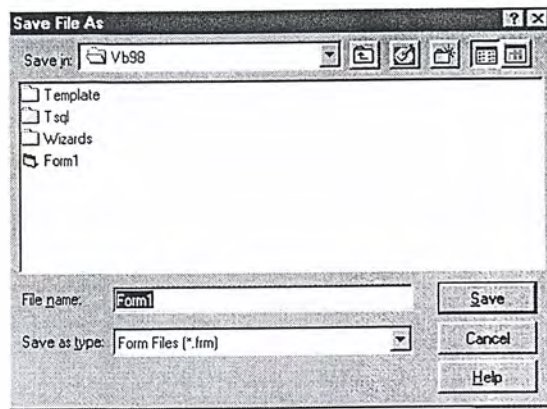 Save File As
Save in: Vb98
Template
Tsql
Wizards
Form1
File name: Form1
Save
Save as type: Form Files (*.frm)
Cancel
Help